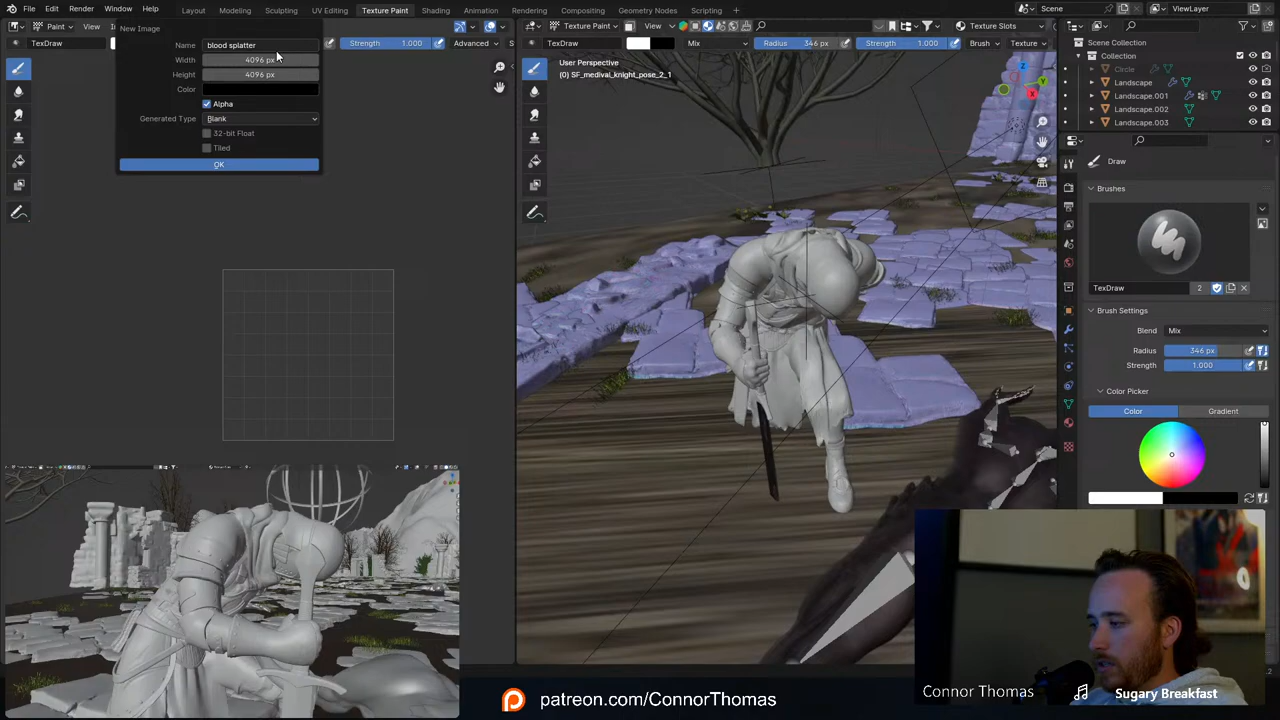 File Edit Render Window Help
Layout Modeling Sculpting UV Editing Texture Paint Shading Animation Rendering Compositing Geometry Nodes Scripting
Scene
ViewLayer
Paint
View
Texture Paint
View
Texture Slots
TexDraw
Strength 1.000
Advanced
TexDraw
Mix
Radius 346 px
Strength 1.000
Brush
Texture
New Image
Name blood splatter
Width 4096 px
Height 4096 px
Color
Alpha
Generated Type Blank
32-bit Float
Tiled
OK
User Perspective
(0) SF_medival_knight_pose_2_1
Scene Collection
Collection
Circle
Landscape
Landscape.001
Landscape.002
Landscape.003
Draw
Brushes
TexDraw 2
Brush Settings
Blend Mix
Radius 346 px
Strength 1.000
Color Picker
Color Gradient
patreon.com/ConnorThomas
Connor Thomas
Sugary Breakfast